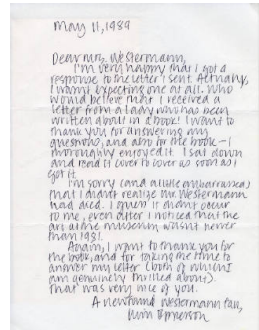 May 11, 1989
Dear Mrs. Westermann,
I'm very happy that I got a
response to the letter I sent. Actually,
I wasn't expecting one at all. Who
would believe that I received a
letter from a lady who has been
written about in a book! I want to
thank you for answering my
questions, and also for the book - I
thoroughly enjoyed it. I sat down
and read it cover to cover as soon as I
got it.
I'm sorry (and a little embarrassed)
that I didn't realize Mr. Westermann
had died. I guess it didn't occur
to me, even after I noticed that the
art at the museum wasn't newer
than 1981.
Again, I want to thank you for
the book, and for taking time to
answer my letter (both of which I
am genuinely thrilled about).
That was very nice of you.
A newfound Westermann fan,